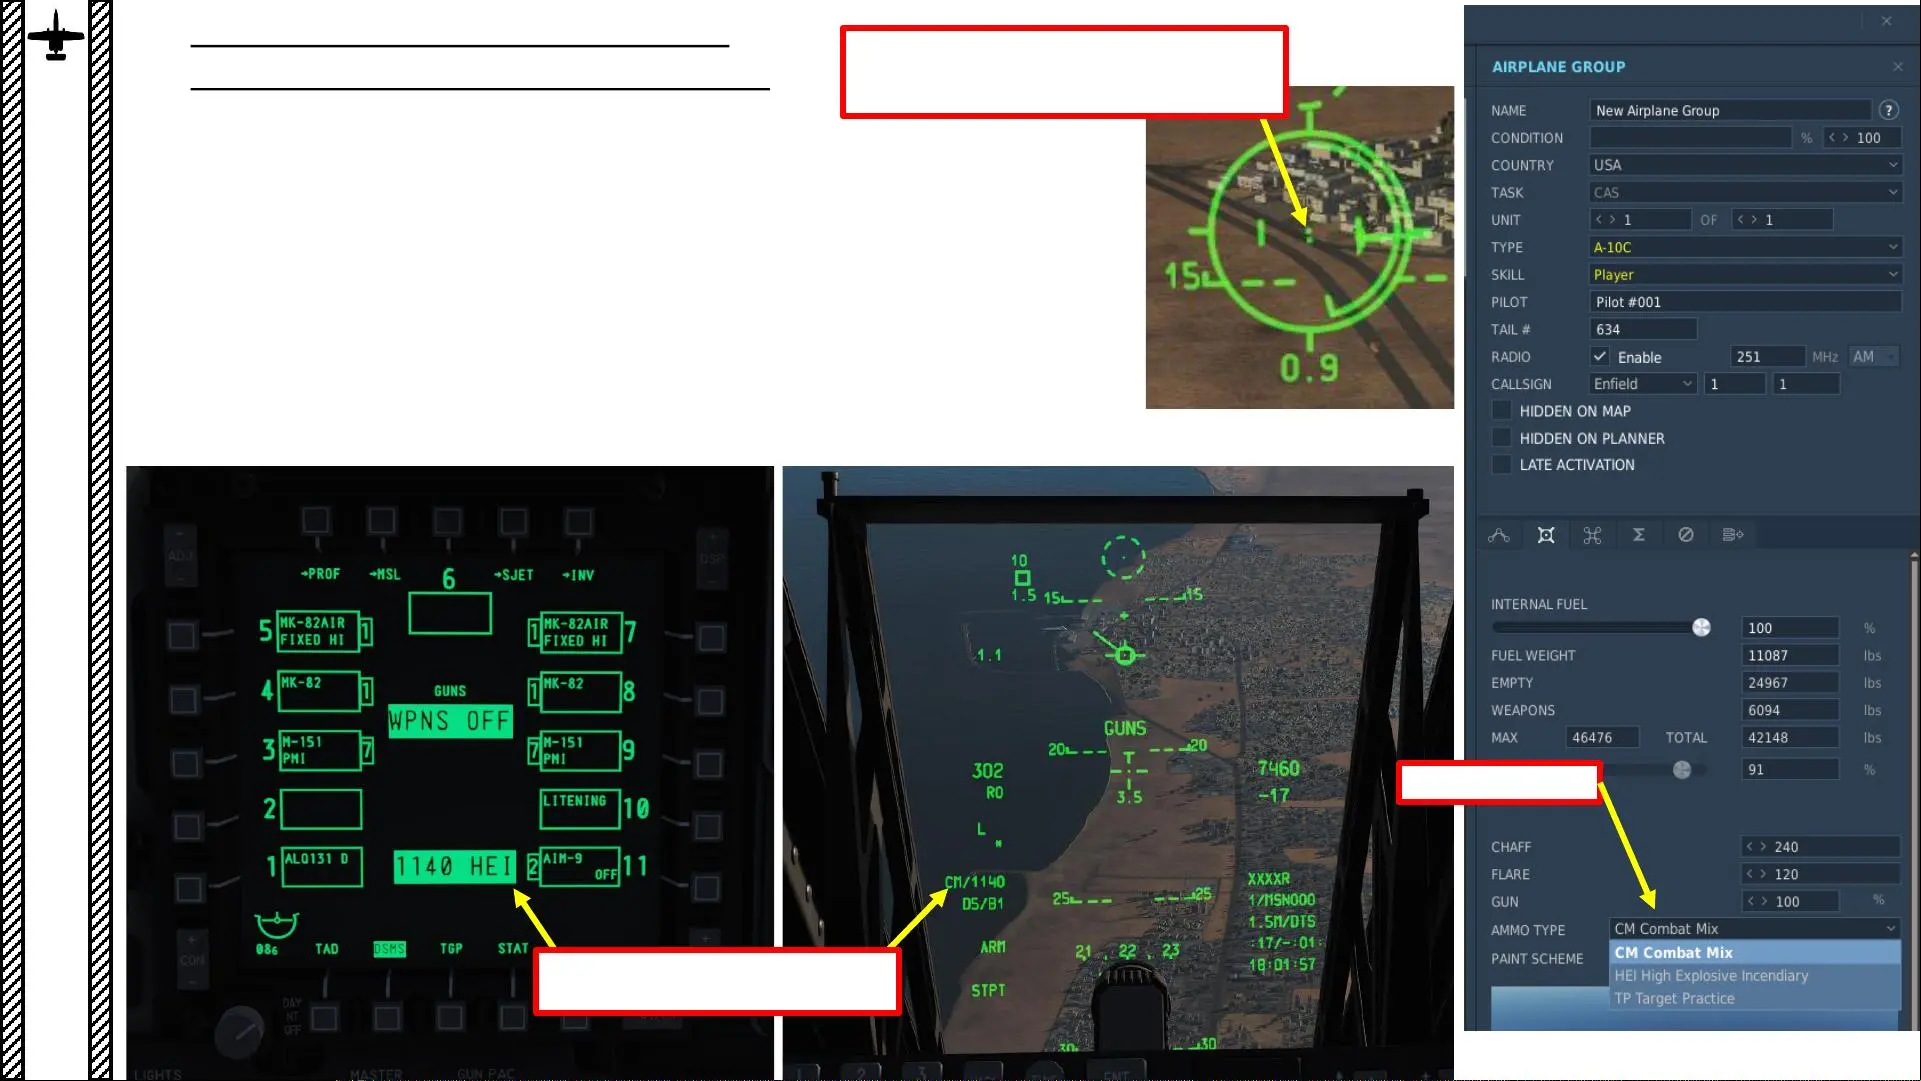 15
0.9
AIRPLANE GROUP
NAME New Airplane Group ?
CONDITION % < > 100
COUNTRY USA
TASK CAS
UNIT < > 1 OF < > 1
TYPE A-10C
SKILL Player
PILOT Pilot #001
TAIL # 634
RADIO Enable 251 MHz AM
CALLSIGN Enfield 1 1
HIDDEN ON MAP
HIDDEN ON PLANNER
LATE ACTIVATION
INTERNAL FUEL
100 %
FUEL WEIGHT 11087 lbs
EMPTY 24967 lbs
WEAPONS 6094 lbs
MAX 46476 TOTAL 42148 lbs
91 %
CHAFF < > 240
FLARE < > 120
GUN < > 100 %
AMMO TYPE CM Combat Mix
PAINT SCHEME
CM Combat Mix
HEI High Explosive Incendiary
TP Target Practice
ADJ DSP
→PROF →MSL 6 →SJET →INV
5 MK-82AIR FIXED HI 1
1 MK-82AIR FIXED HI 7
4 MK-82 1
GUNS
1 MK-82 8
WPNS OFF
3 M-151 PMI 7
7 M-151 PMI 9
2
LITENING 10
1 ALQ131 D
1140 HEI
2 AIM-9 OFF 11
086 TAD DSMS TGP STAT
CON
DAY
NT
OFF
LIGHTS MASTER GUN PAC
10
1.5 15 15
1.1
GUNS
20 20
302 7460
RO 3.5 -17
L
CM/1140 XXXXR
D5/B1 25 25 1/MSN000
1.5M/DTS
ARM 21 22 23 :17/-:01:
18:01:57
STPT
30 30
1 2 3 ENT